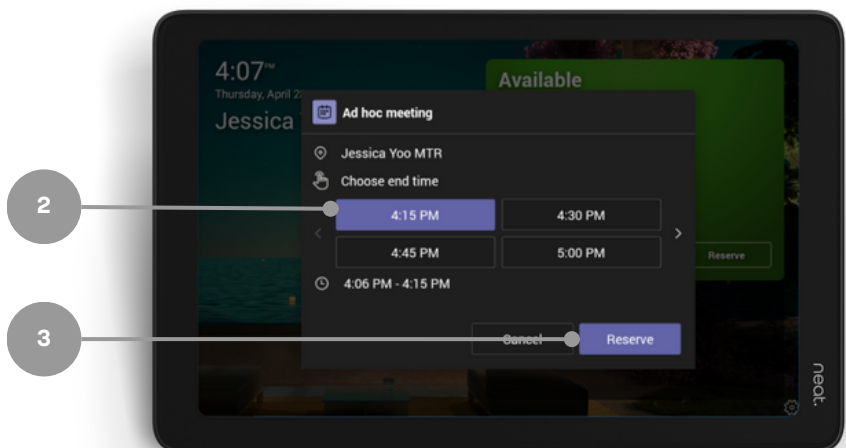 4:07 PM
Available
Thursday, April 2
Jessica
Ad hoc meeting
Jessica Yoo MTR
Choose end time
2
4:15 PM
4:30 PM
4:45 PM
5:00 PM
Reserve
4:06 PM - 4:15 PM
3
Cancel
Reserve
neat.